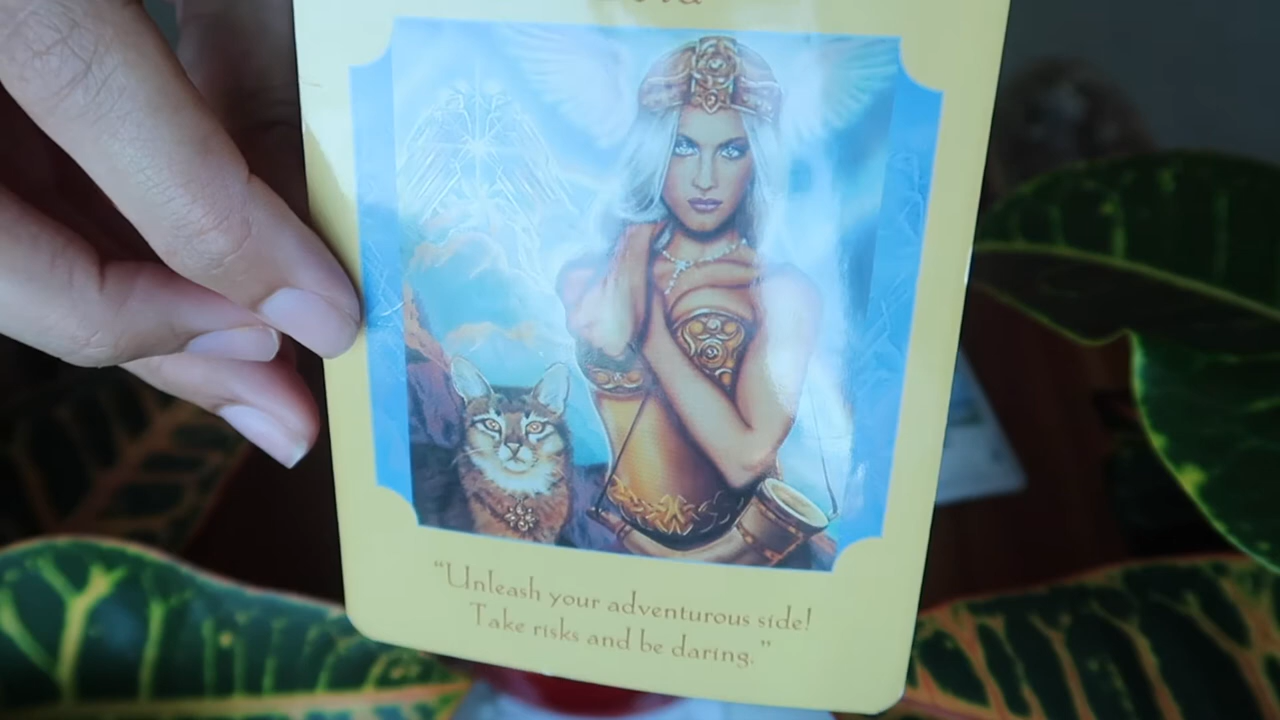 “Unleash your adventurous side!
Take risks and be daring.”